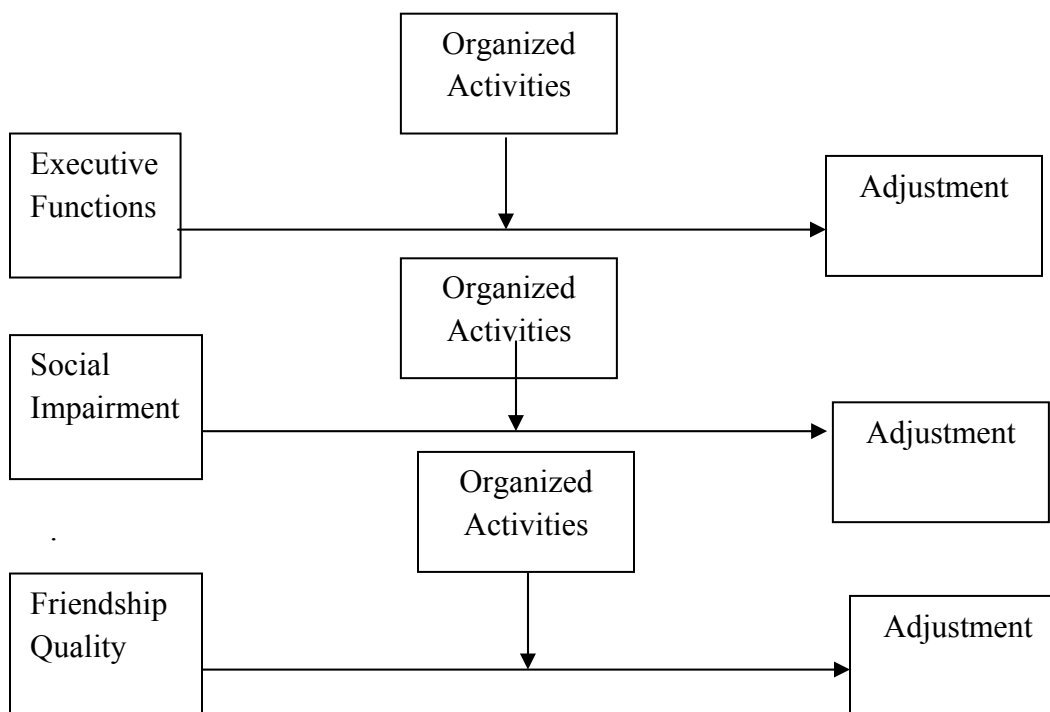 Organized
Activities
Executive
Functions
Adjustment
Organized
Activities
Social
Impairment
Adjustment
Organized
Activities
.
Friendship
Quality
Adjustment